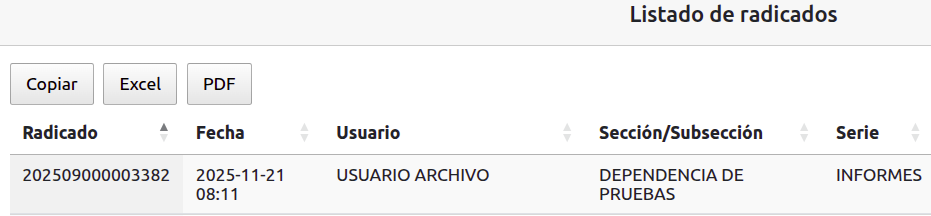 Listado de radicados
Copiar Excel PDF
Radicado Fecha Usuario Sección/Subsección Serie
202509000003382 2025-11-21 USUARIO ARCHIVO DEPENDENCIA DE INFORMES
08:11 PRUEBAS